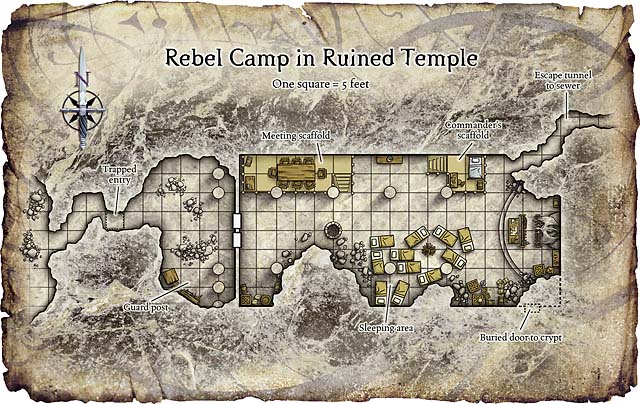 Rebel Camp in Ruined Temple
One square = 5 feet
N
Escape tunnel
to sewer
Meeting scaffold
Commander's
scaffold
Trapped
entry
Guard post
Sleeping area
Buried door to crypt